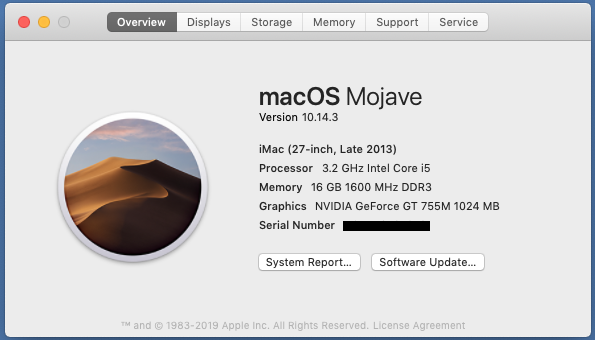 Overview Displays Storage Memory Support Service
macOS Mojave
Version 10.14.3
iMac (27-inch, Late 2013)
Processor 3.2 GHz Intel Core i5
Memory 16 GB 1600 MHz DDR3
Graphics NVIDIA GeForce GT 755M 1024 MB
Serial Number
System Report... Software Update...
™ and © 1983-2019 Apple Inc. All Rights Reserved. License Agreement